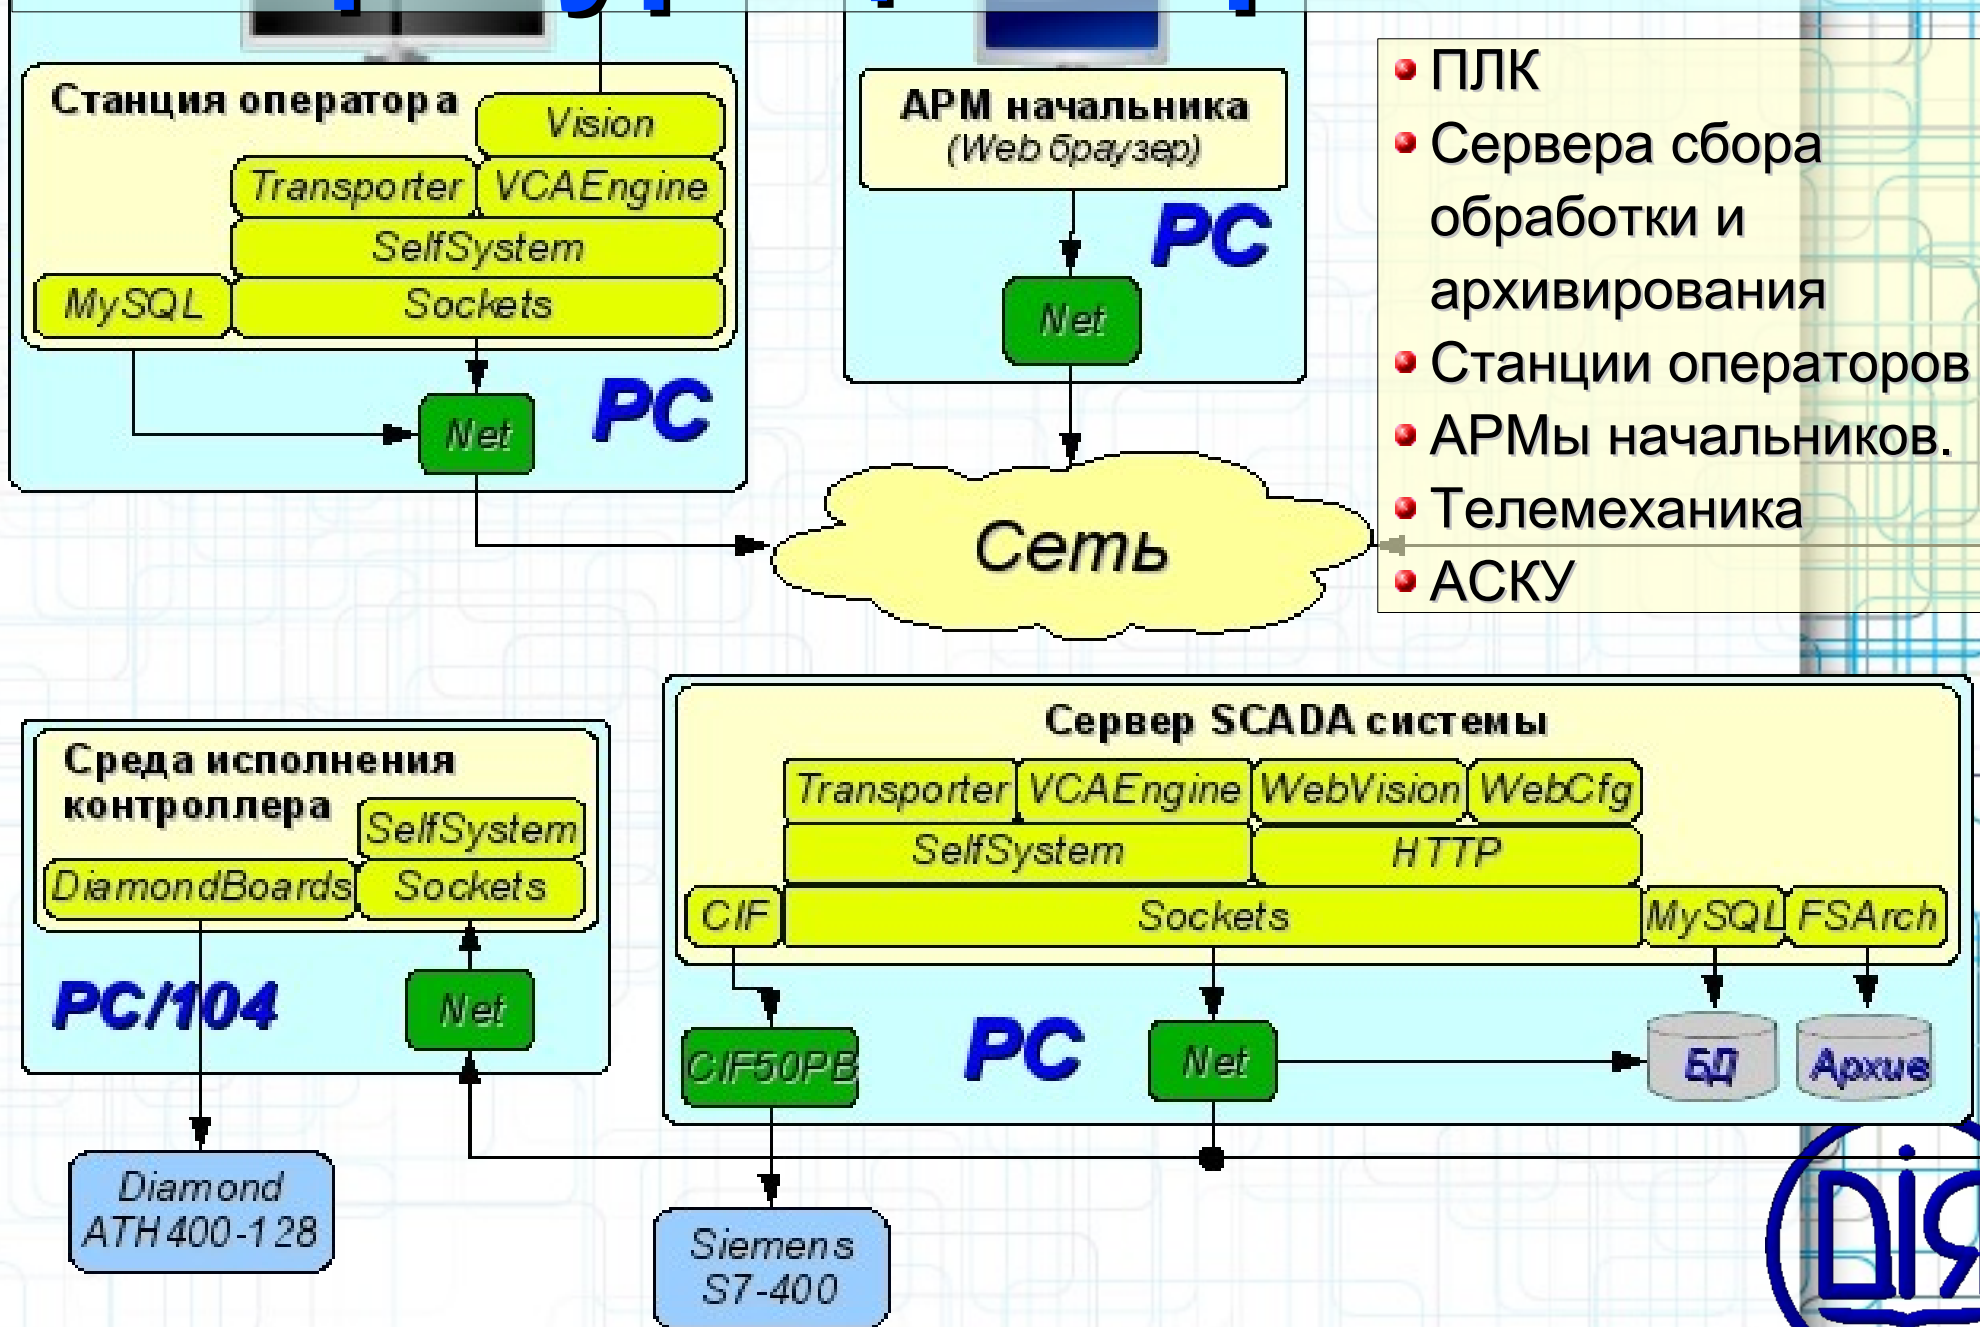 Станция оператора
Vision
Transporter
VCAEngine
SelfSystem
MySQL
Sockets
Net
PC
АРМ начальника
(Web браузер)
PC
Net
ПЛК
Сервера сбора
обработки и
архивирования
Станции операторов
АРМы начальников.
Телемеханика
АСКУ
Сеть
Среда исполнения
контроллера
SelfSystem
DiamondBoards
Sockets
PC/104
Net
Diamond
ATH400-128
Сервер SCADA системы
Transporter
VCAEngine
WebVision
WebCfg
SelfSystem
HTTP
CIF
Sockets
MySQL
FSArch
CIF50PB
PC
Net
БД
Архив
Siemens
S7-400